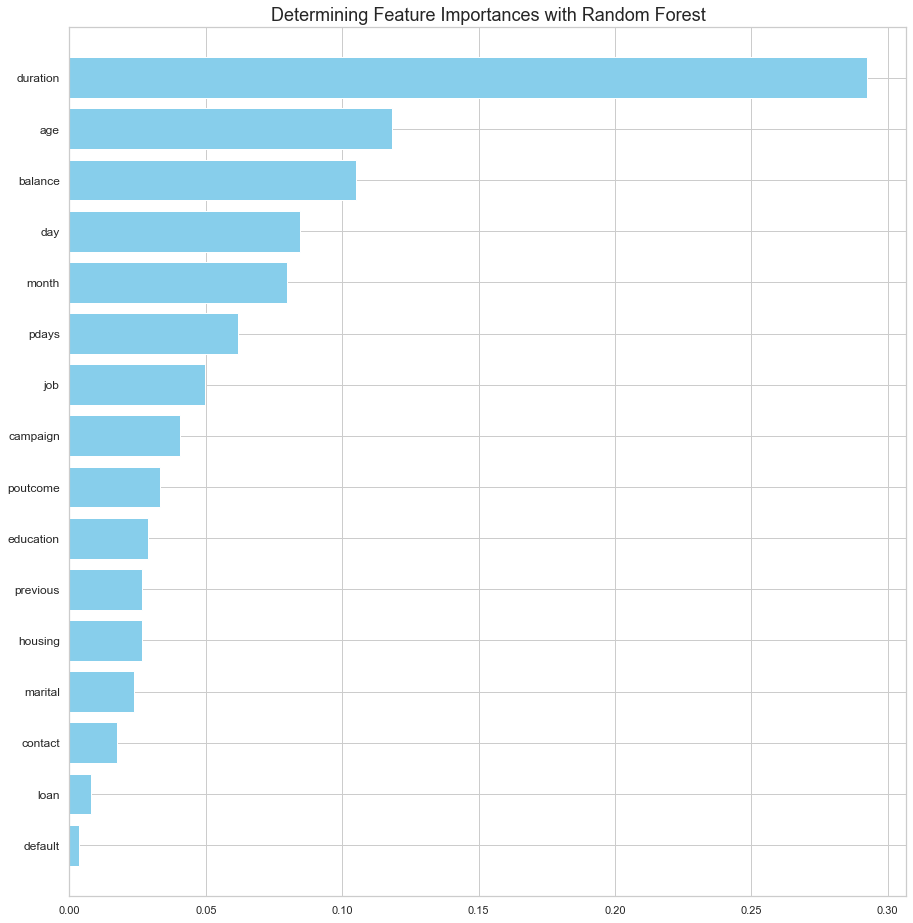 Determining Feature Importances with Random Forest
duration
age
balance
day
month
pdays
job
campaign
poutcome
education
previous
housing
marital
contact
loan
default
0.00 0.05 0.10 0.15 0.20 0.25 0.30